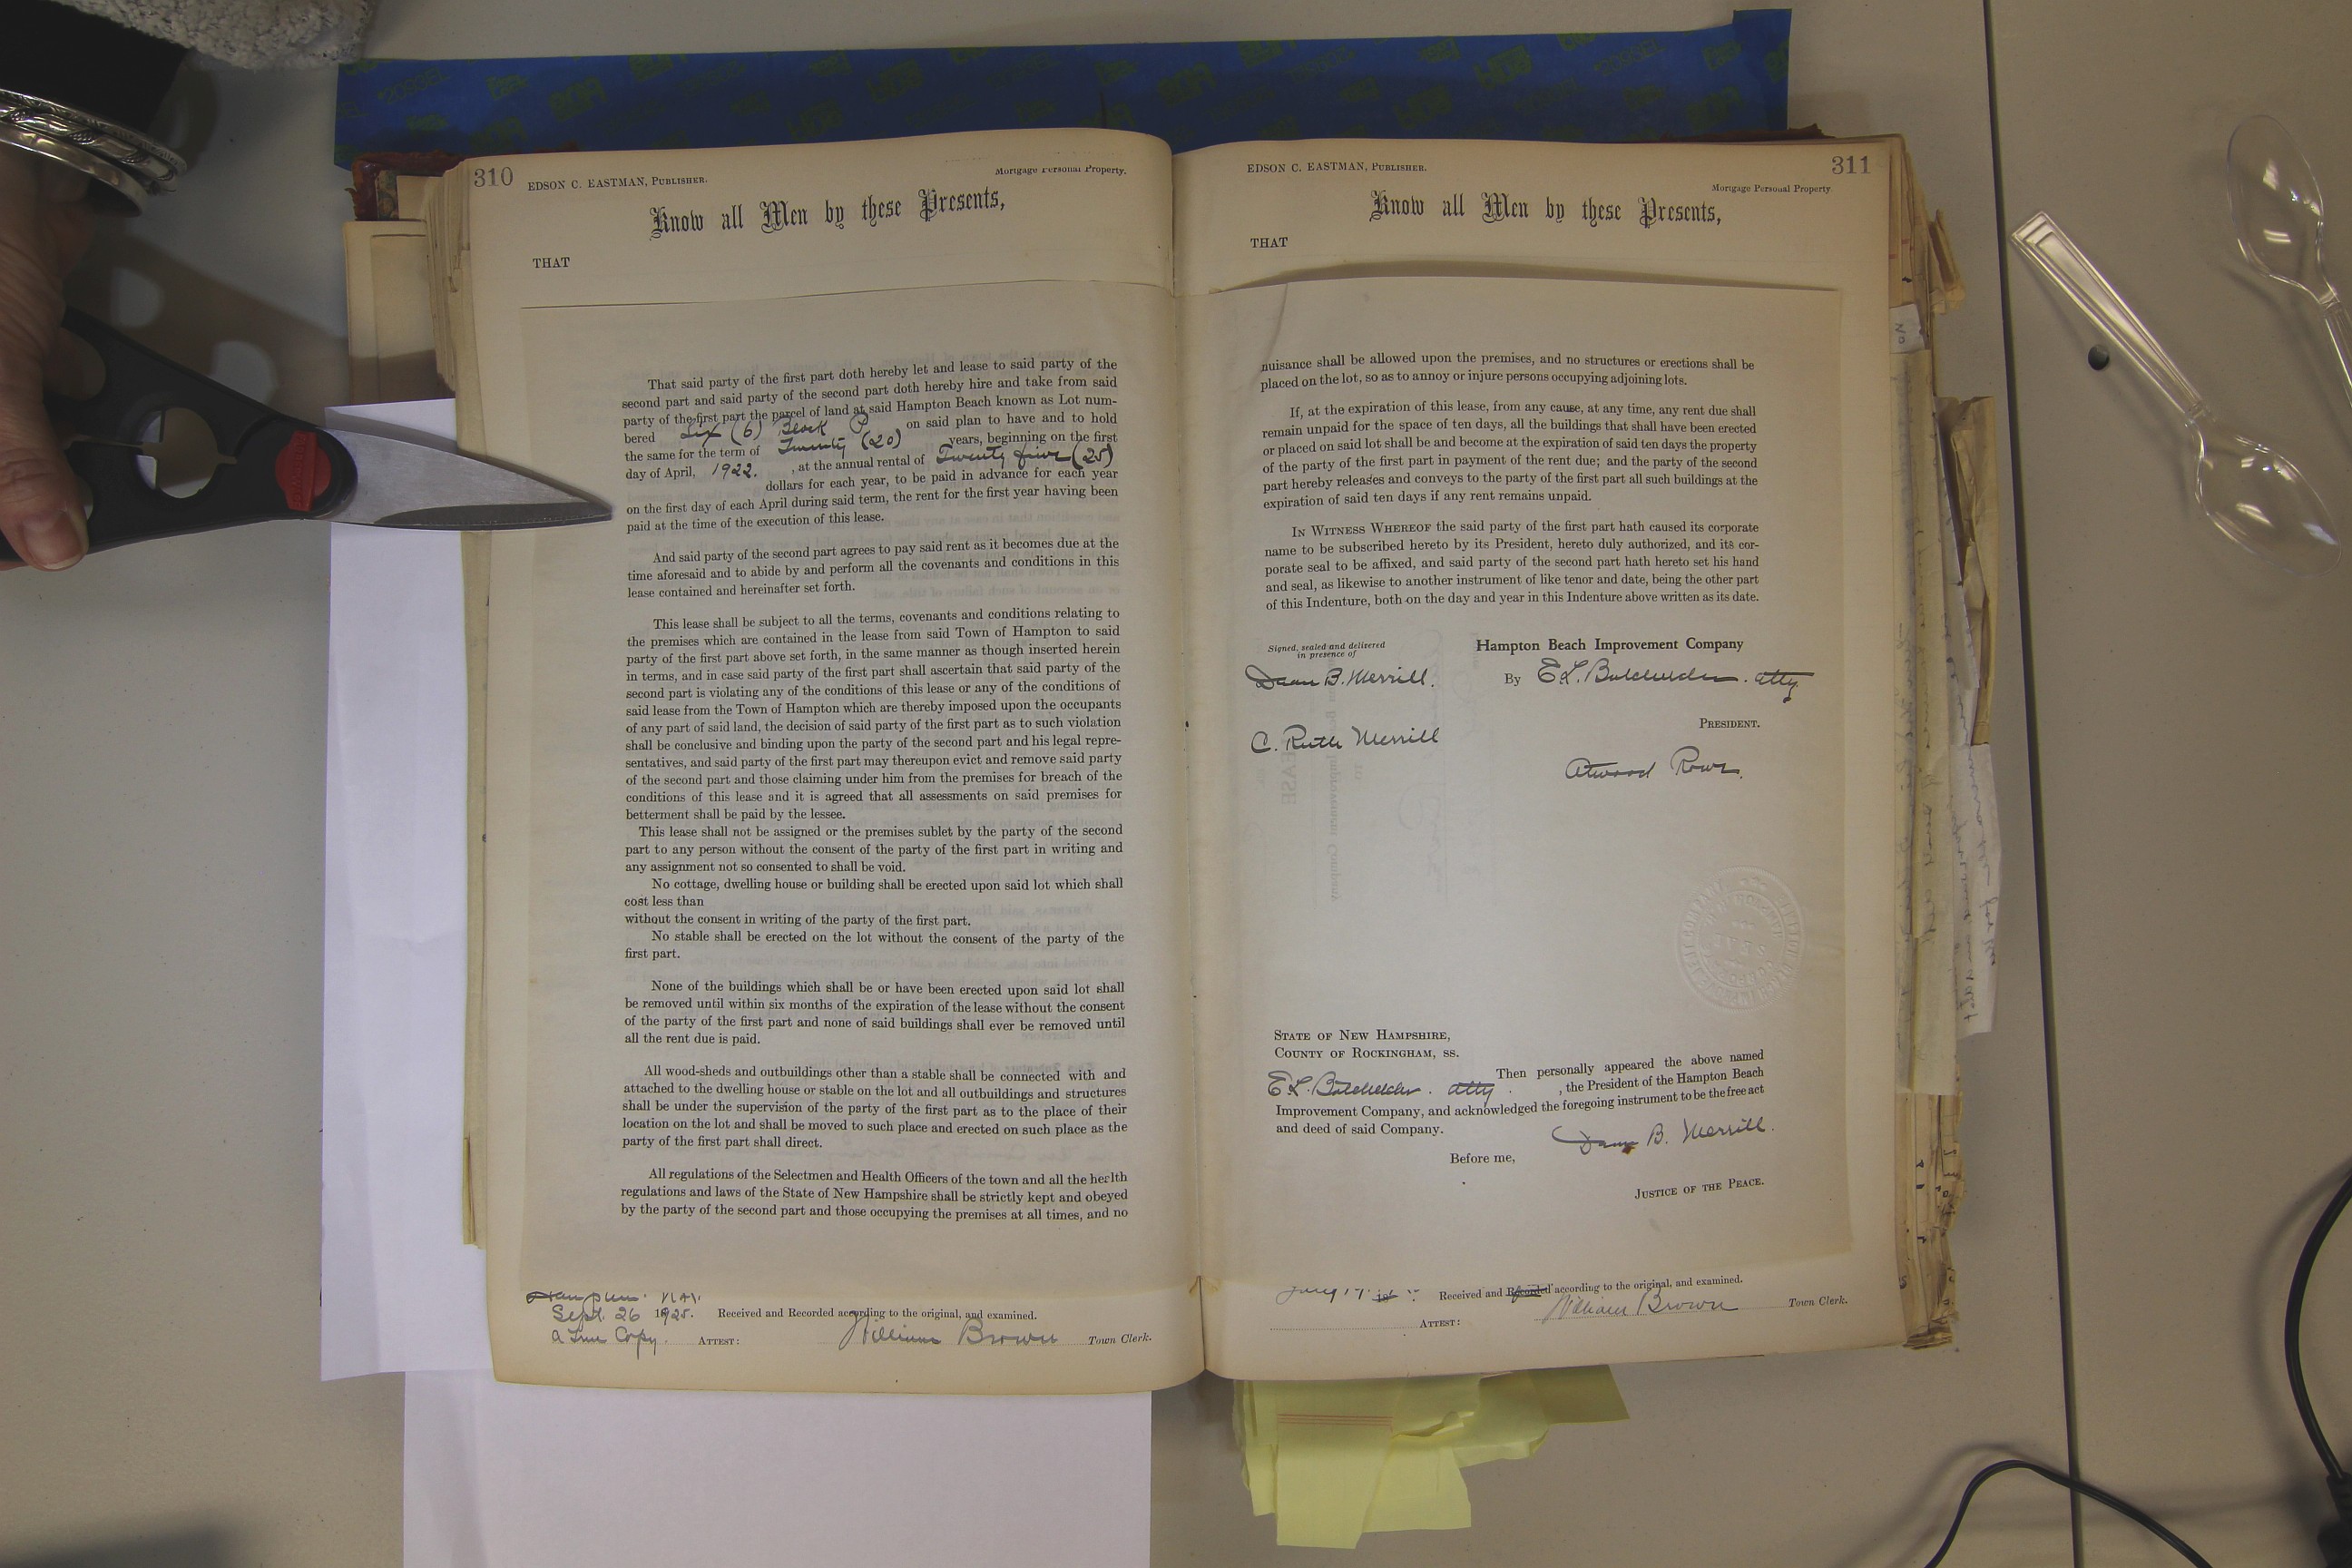 310
EDSON C. EASTMAN, PUBLISHER.
Mortgage Personal Property.
Know all Men by these Presents,
THAT
That said party of the first part doth hereby let and lease to said party of the
second part and said party of the second part doth hereby hire and take from said
party of the first part the parcel of land at said Hampton Beach known as Lot num-
bered Six (6) Block P on said plan to have and to hold
the same for the term of Twenty (20) years, beginning on the first
day of April, 1922. , at the annual rental of Twenty five (25)
dollars for each year, to be paid in advance for each year
on the first day of each April during said term, the rent for the first year having been
paid at the time of the execution of this lease.
And said party of the second part agrees to pay said rent as it becomes due at the
time aforesaid and to abide by and perform all the covenants and conditions in this
lease contained and hereinafter set forth.
This lease shall be subject to all the terms, covenants and conditions relating to
the premises which are contained in the lease from said Town of Hampton to said
party of the first part above set forth, in the same manner as though inserted herein
in terms, and in case said party of the first part shall ascertain that said party of the
second part is violating any of the conditions of this lease or any of the conditions of
said lease from the Town of Hampton which are thereby imposed upon the occupants
of any part of said land, the decision of said party of the first part as to such violation
shall be conclusive and binding upon the party of the second part and his legal repre-
sentatives, and said party of the first part may thereupon evict and remove said party
of the second part and those claiming under him from the premises for breach of the
conditions of this lease and it is agreed that all assessments on said premises for
betterment shall be paid by the lessee.
This lease shall not be assigned or the premises sublet by the party of the second
part to any person without the consent of the party of the first part in writing and
any assignment not so consented to shall be void.
No cottage, dwelling house or building shall be erected upon said lot which shall
cost less than
without the consent in writing of the party of the first part.
No stable shall be erected on the lot without the consent of the party of the
first part.
None of the buildings which shall be or have been erected upon said lot shall
be removed until within six months of the expiration of the lease without the consent
of the party of the first part and none of said buildings shall ever be removed until
all the rent due is paid.
All wood-sheds and outbuildings other than a stable shall be connected with and
attached to the dwelling house or stable on the lot and all outbuildings and structures
shall be under the supervision of the party of the first part as to the place of their
location on the lot and shall be moved to such place and erected on such place as the
party of the first part shall direct.
All regulations of the Selectmen and Health Officers of the town and all the health
regulations and laws of the State of New Hampshire shall be strictly kept and obeyed
by the party of the second part and those occupying the premises at all times, and no
Hampton. N.H.
Sept. 26 1925. Received and Recorded according to the original, and examined.
a True Copy. ATTEST: William Brown Town Clerk.
311
EDSON C. EASTMAN, PUBLISHER.
Mortgage Personal Property.
Know all Men by these Presents,
THAT
nuisance shall be allowed upon the premises, and no structures or erections shall be
placed on the lot, so as to annoy or injure persons occupying adjoining lots.
If, at the expiration of this lease, from any cause, at any time, any rent due shall
remain unpaid for the space of ten days, all the buildings that shall have been erected
or placed on said lot shall be and become at the expiration of said ten days the property
of the party of the first part in payment of the rent due; and the party of the second
part hereby releases and conveys to the party of the first part all such buildings at the
expiration of said ten days if any rent remains unpaid.
IN WITNESS WHEREOF the said party of the first part hath caused its corporate
name to be subscribed hereto by its President, hereto duly authorized, and its cor-
porate seal to be affixed, and said party of the second part hath hereto set his hand
and seal, as likewise to another instrument of like tenor and date, being the other part
of this Indenture, both on the day and year in this Indenture above written as its date.
Signed, sealed and delivered
in presence of
Hampton Beach Improvement Company
Dean B. Merrill.
By E L. Batchelder. atty.
PRESIDENT.
C. Ruth Merrill
Atwood Rowe.
STATE OF NEW HAMPSHIRE,
COUNTY OF ROCKINGHAM, SS.
Then personally appeared the above named
E L. Batchelder. atty. , the President of the Hampton Beach
Improvement Company, and acknowledged the foregoing instrument to be the free act
and deed of said Company.
Dean B. Merrill.
Before me,
JUSTICE OF THE PEACE.
Received and Recorded according to the original, and examined.
ATTEST: William Brown Town Clerk.